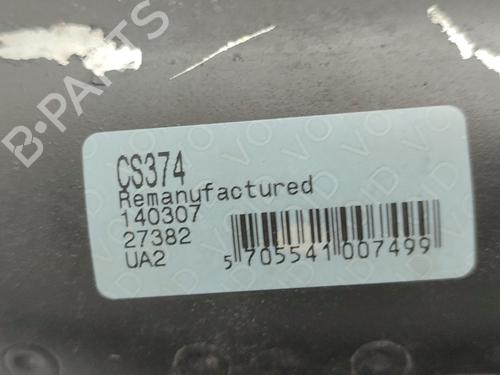 B-PARTS
CS374
Remanufactured
140307
27382
UA2
5 705541 007499